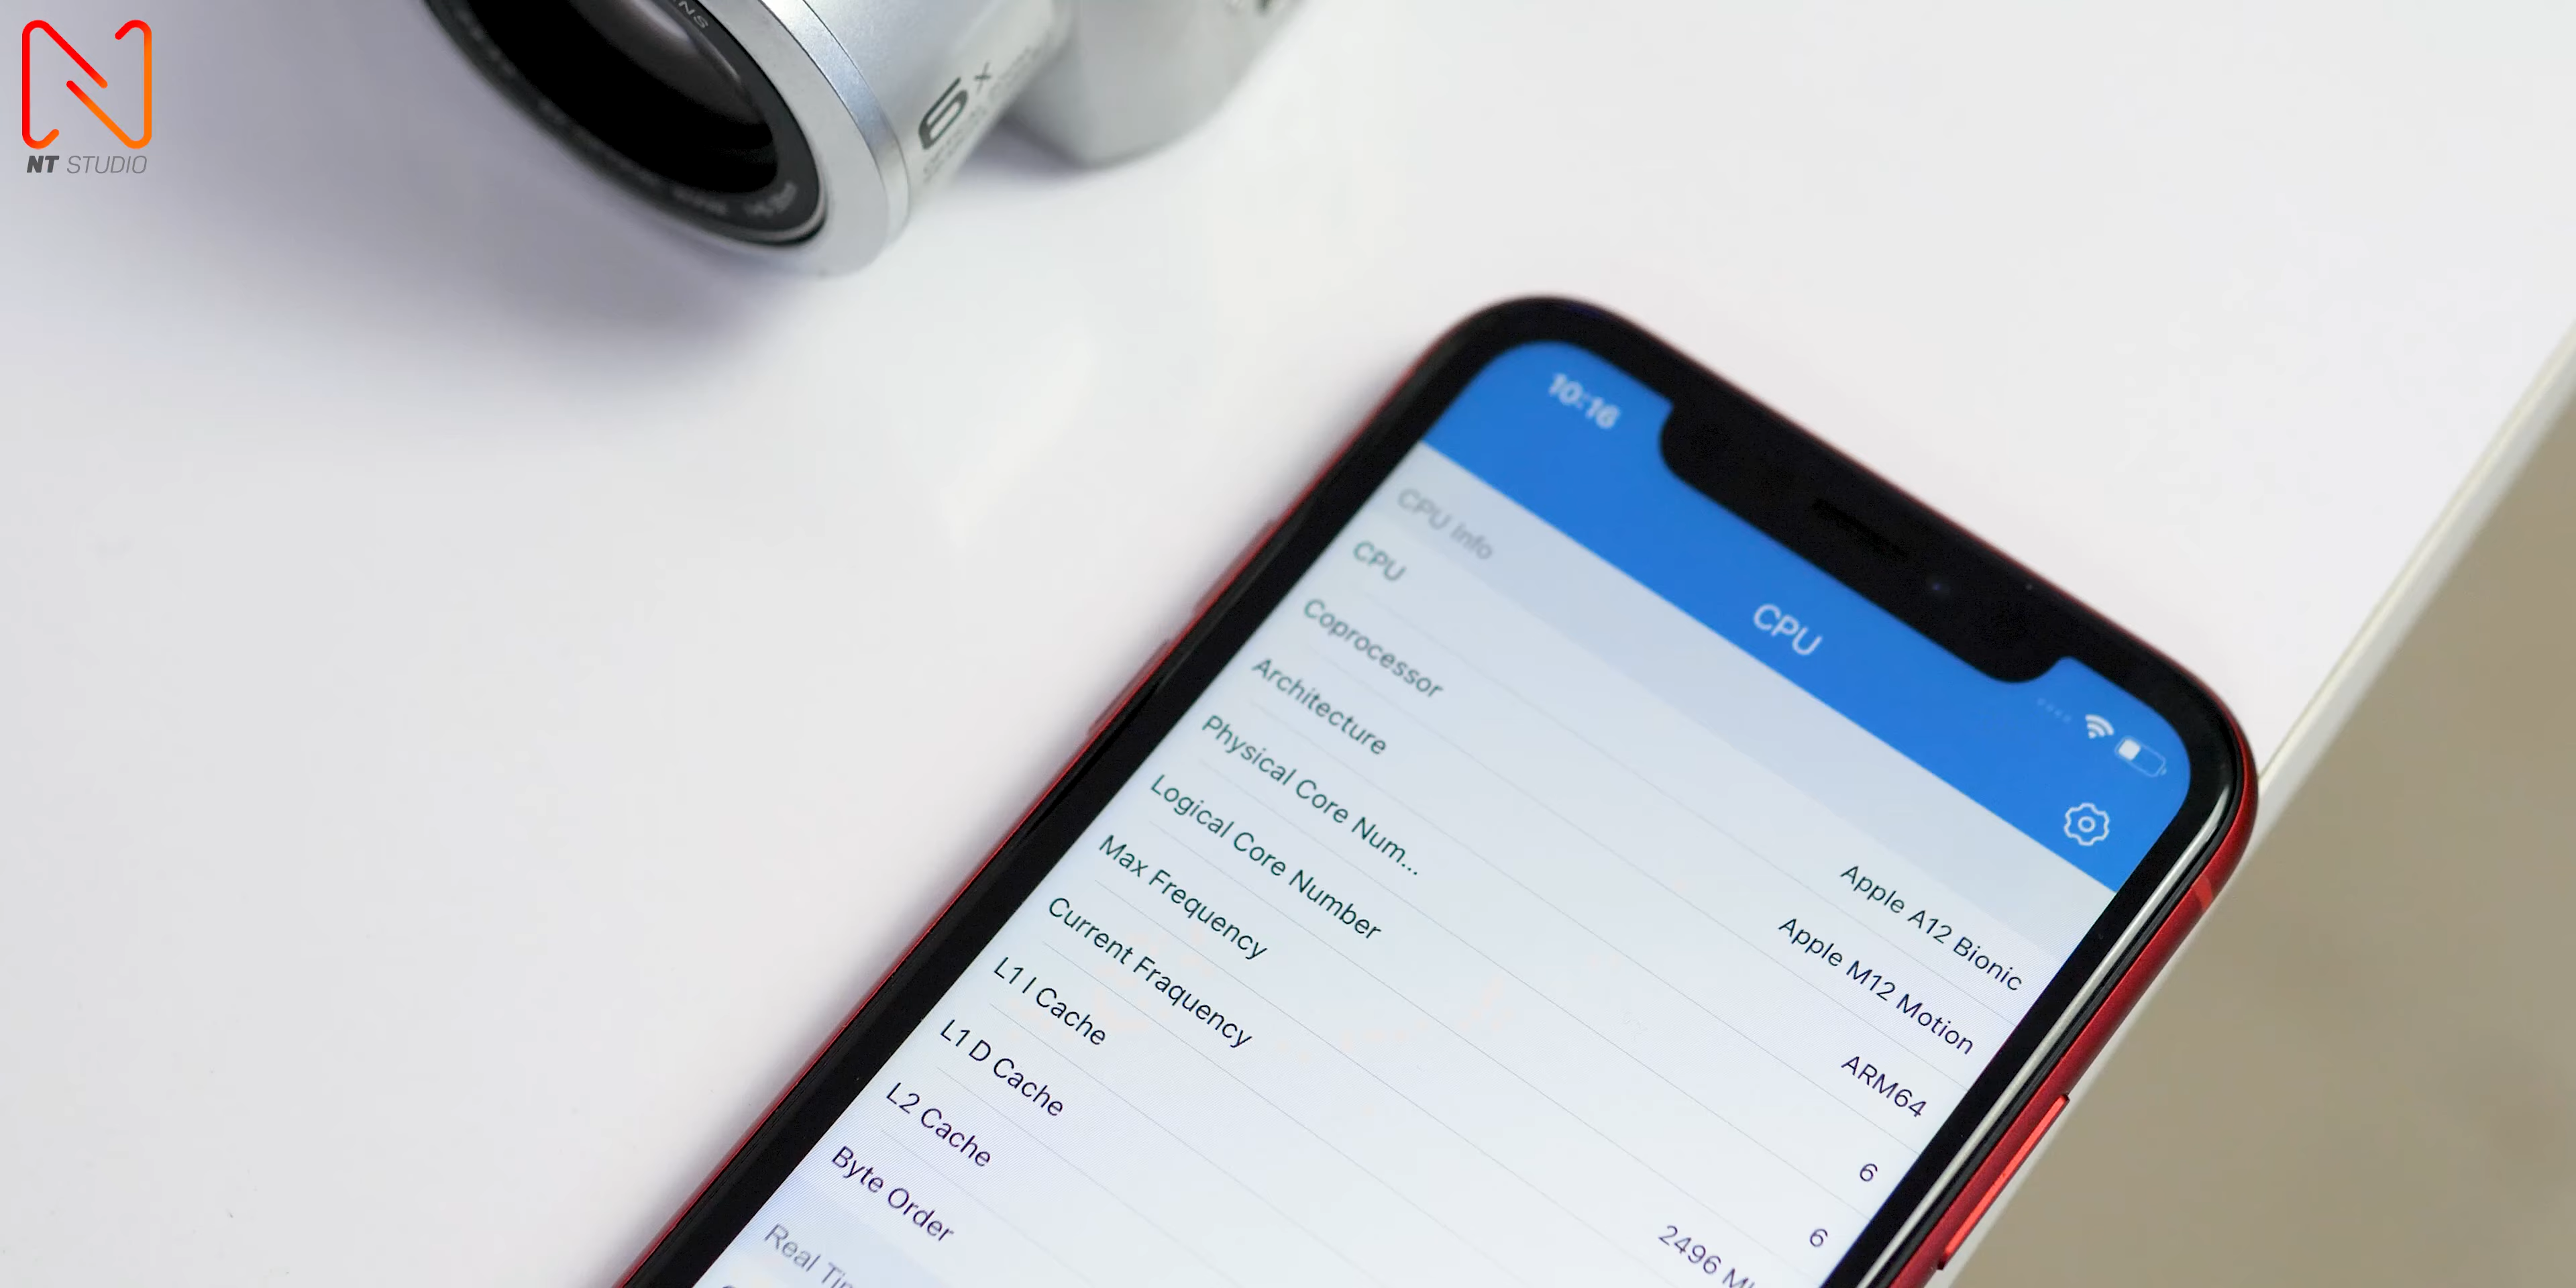 NT STUDIO
6x
10:16
CPU
CPU Info
CPU Apple A12 Bionic
Coprocessor Apple M12 Motion
Architecture ARM64
Physical Core Num... 6
Logical Core Number 6
Max Frequency 2496
Current Fraquency
L1 I Cache
L1 D Cache
L2 Cache
Byte Order
Real